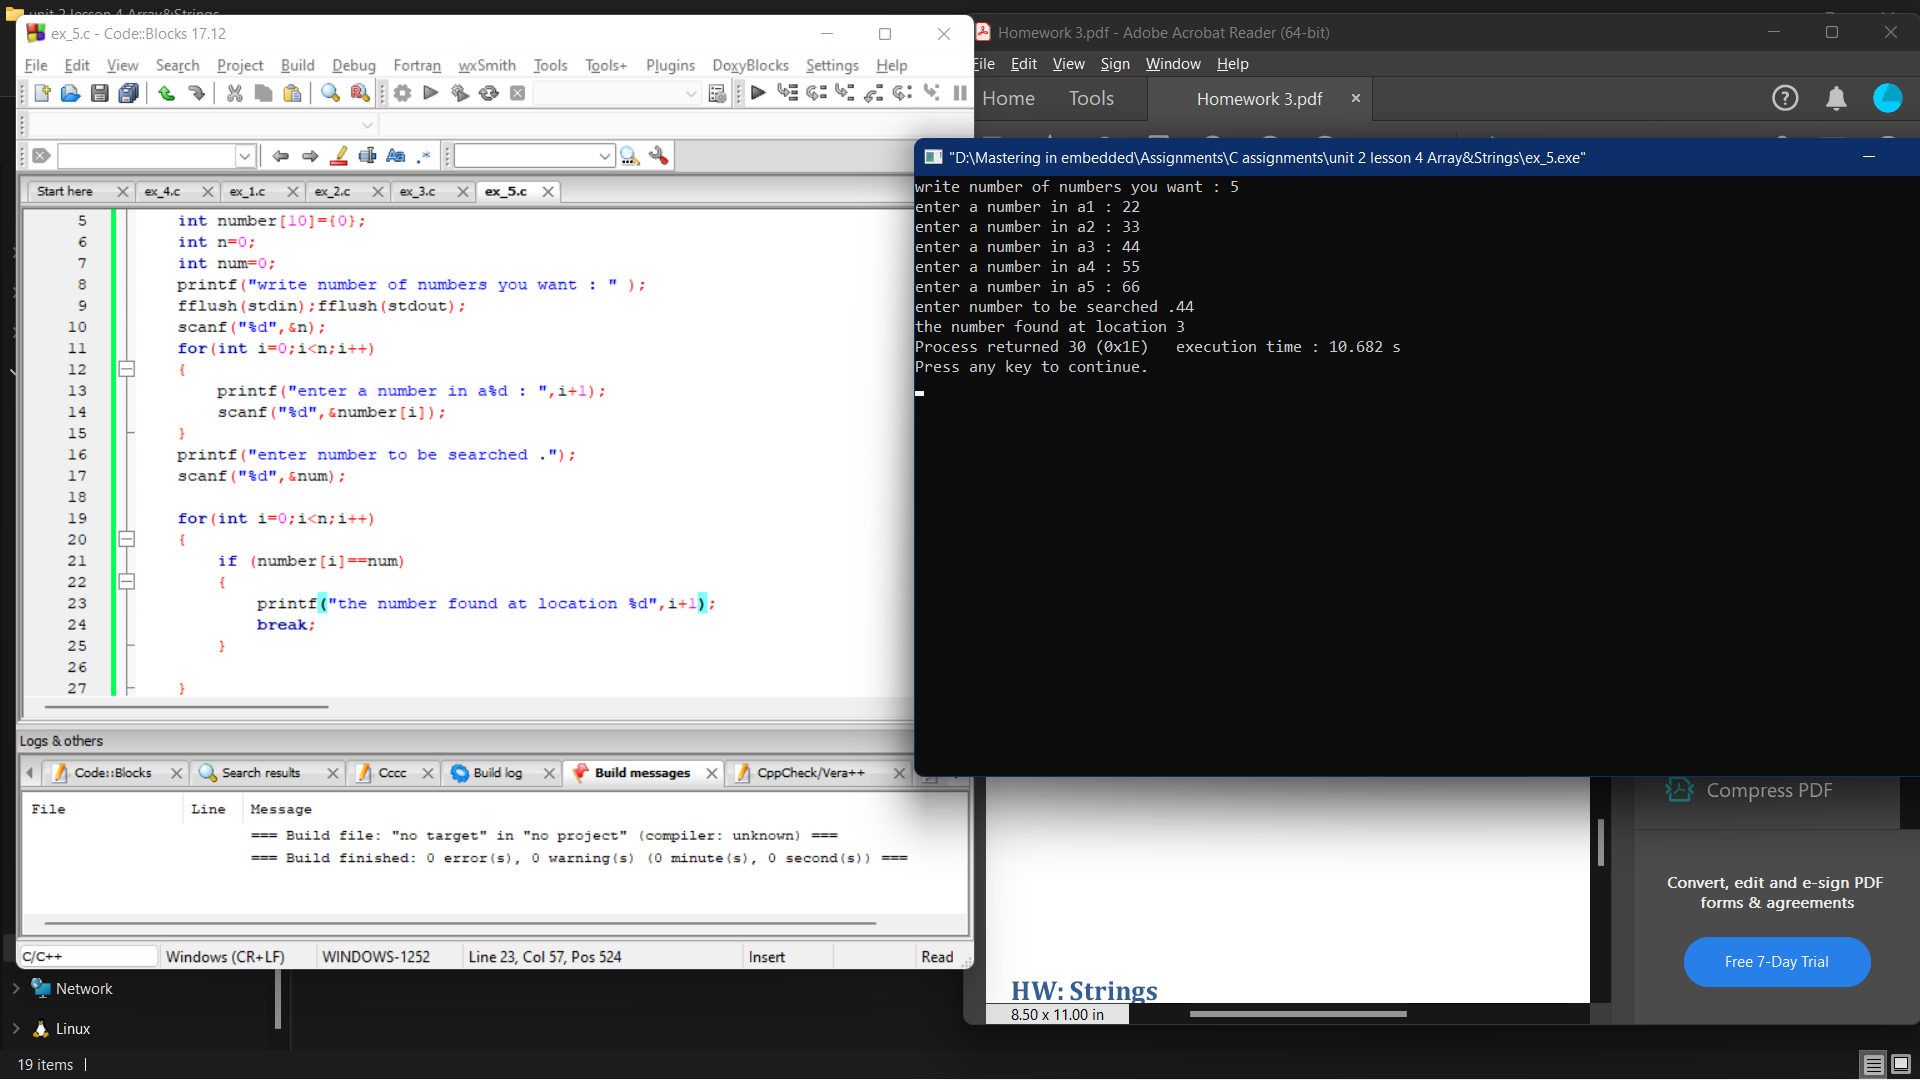 unit 2 lesson 4 Array&Strings
ex_5.c - Code::Blocks 17.12
File Edit View Search Project Build Debug Fortran wxSmith Tools Tools+ Plugins DoxyBlocks Settings Help
Start here ex_4.c ex_1.c ex_2.c ex_3.c ex_5.c
5 int number[10]={0};
6 int n=0;
7 int num=0;
8 printf("write number of numbers you want : " );
9 fflush(stdin);fflush(stdout);
10 scanf("%d",&n);
11 for(int i=0;i<n;i++)
12 {
13 printf("enter a number in a%d : ",i+1);
14 scanf("%d",&number[i]);
15 }
16 printf("enter number to be searched .");
17 scanf("%d",&num);
18
19 for(int i=0;i<n;i++)
20 {
21 if (number[i]==num)
22 {
23 printf("the number found at location %d",i+1);
24 break;
25 }
26
27 }
Logs & others
Code::Blocks Search results Cccc Build log Build messages CppCheck/Vera++
File Line Message
=== Build file: "no target" in "no project" (compiler: unknown) ===
=== Build finished: 0 error(s), 0 warning(s) (0 minute(s), 0 second(s)) ===
C/C++ Windows (CR+LF) WINDOWS-1252 Line 23, Col 57, Pos 524 Insert Read
Network
Linux
19 items
Homework 3.pdf - Adobe Acrobat Reader (64-bit)
File Edit View Sign Window Help
Home Tools Homework 3.pdf
"D:\Mastering in embedded\Assignments\C assignments\unit 2 lesson 4 Array&Strings\ex_5.exe"
write number of numbers you want : 5
enter a number in a1 : 22
enter a number in a2 : 33
enter a number in a3 : 44
enter a number in a4 : 55
enter a number in a5 : 66
enter number to be searched .44
the number found at location 3
Process returned 30 (0x1E) execution time : 10.682 s
Press any key to continue.
Compress PDF
Convert, edit and e-sign PDF
forms & agreements
Free 7-Day Trial
HW: Strings
8.50 x 11.00 in